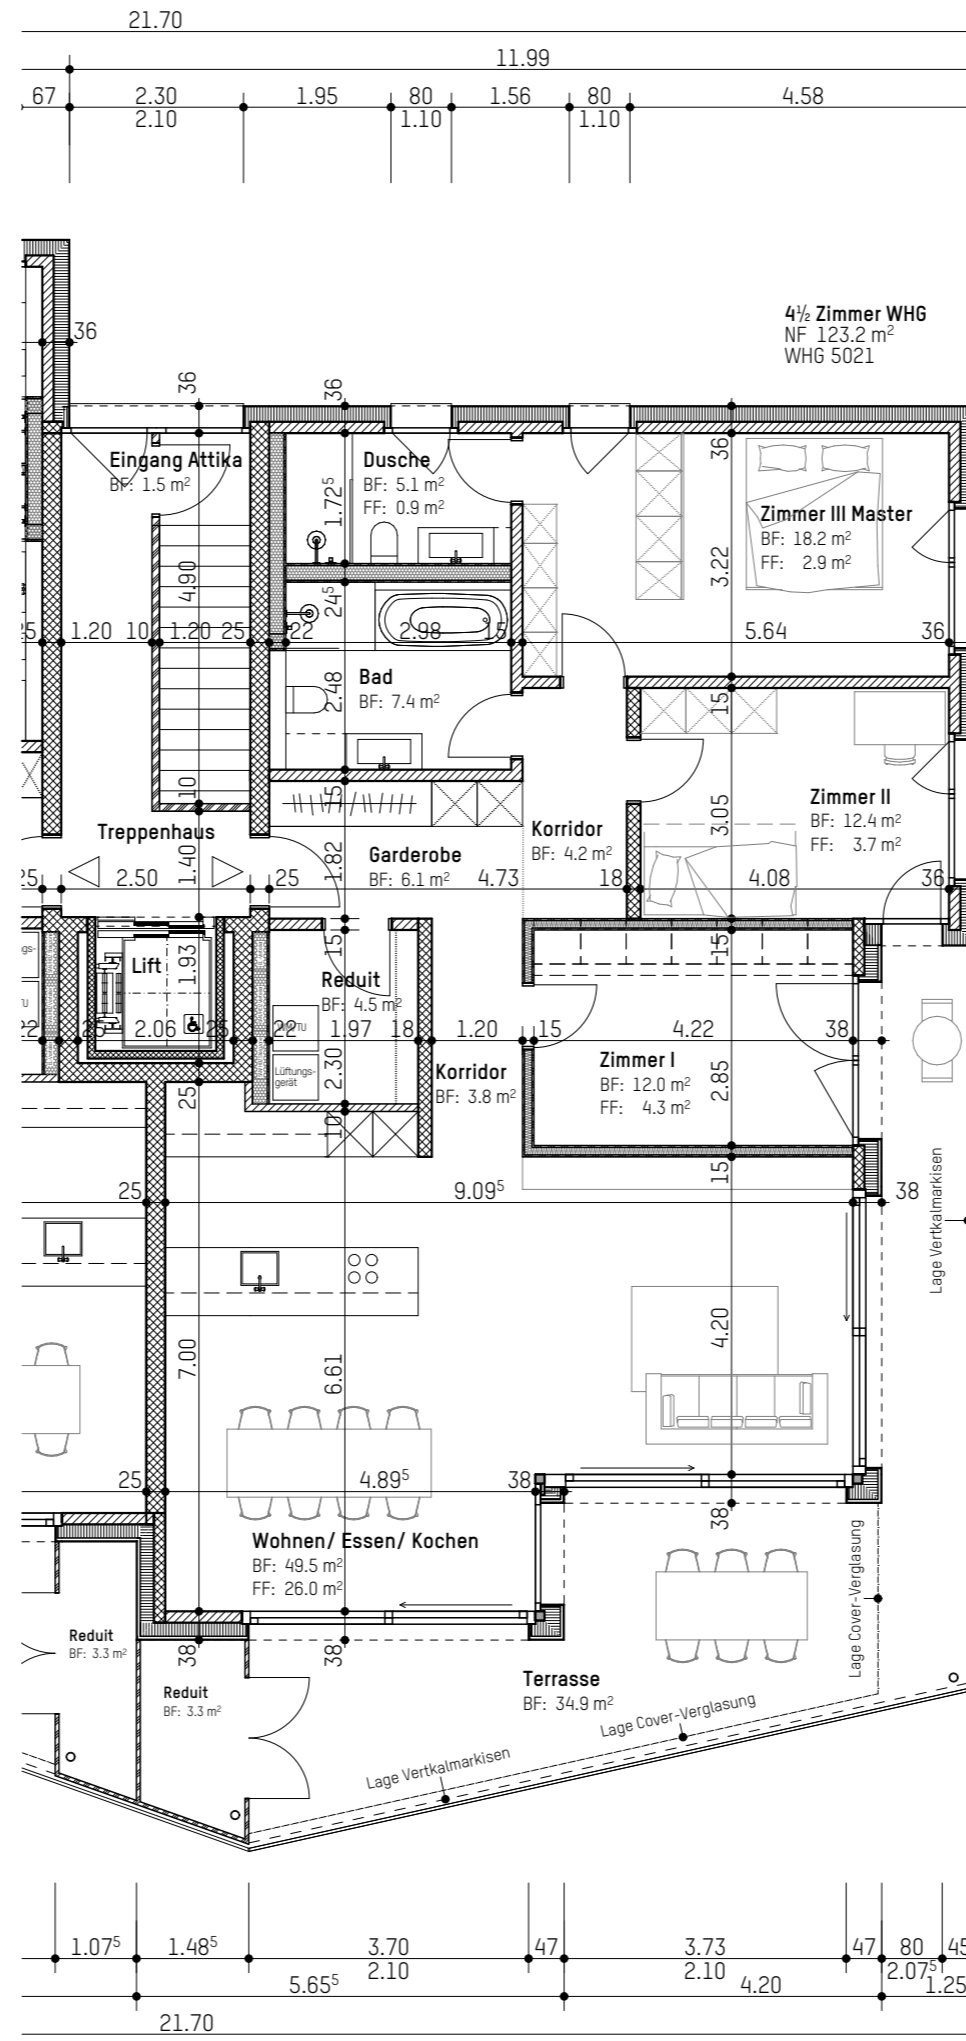 21.70
11.99
67 2.30 1.95 80 1.56 80 4.58
2.10 1.10 1.10
4½ Zimmer WHG
NF 123.2 m²
WHG 5021
36
36 36 36
Eingang Attika
BF: 1.5 m²
Dusche
BF: 5.1 m²
FF: 0.9 m²
1.72⁵
Zimmer III Master
BF: 18.2 m²
FF: 2.9 m²
4.90
24⁵
3.22
1.20 10 1.20 25 22 2.98 15 5.64 36
Bad
BF: 7.4 m²
2.48
15
Zimmer II
BF: 12.4 m²
FF: 3.7 m²
3.05
10
15
Treppenhaus
Korridor
BF: 4.2 m²
Garderobe
BF: 6.1 m²
1.40
1.82
2.50 25 4.73 18 4.08 36
Lift
1.93
15
15
Reduit
BF: 4.5 m²
Lüftungs-
gerät
25 2.06 25 22 1.97 18 1.20 15 4.22 38
Zimmer I
BF: 12.0 m²
FF: 4.3 m²
2.85
Korridor
BF: 3.8 m²
2.30
25
10
15
Lage Vertkalmarkisen
25 9.09⁵ 38
7.00
6.61
4.20
25 4.89⁵ 38
38
Wohnen/ Essen/ Kochen
BF: 49.5 m²
FF: 26.0 m²
Lage Cover-Verglasung
Reduit
BF: 3.3 m²
38
38
Reduit
BF: 3.3 m²
Terrasse
BF: 34.9 m²
Lage Cover-Verglasung
Lage Vertkalmarkisen
1.07⁵ 1.48⁵ 3.70 47 3.73 47 80 45
2.10 2.10 2.07⁵
5.65⁵ 4.20 1.25
21.70